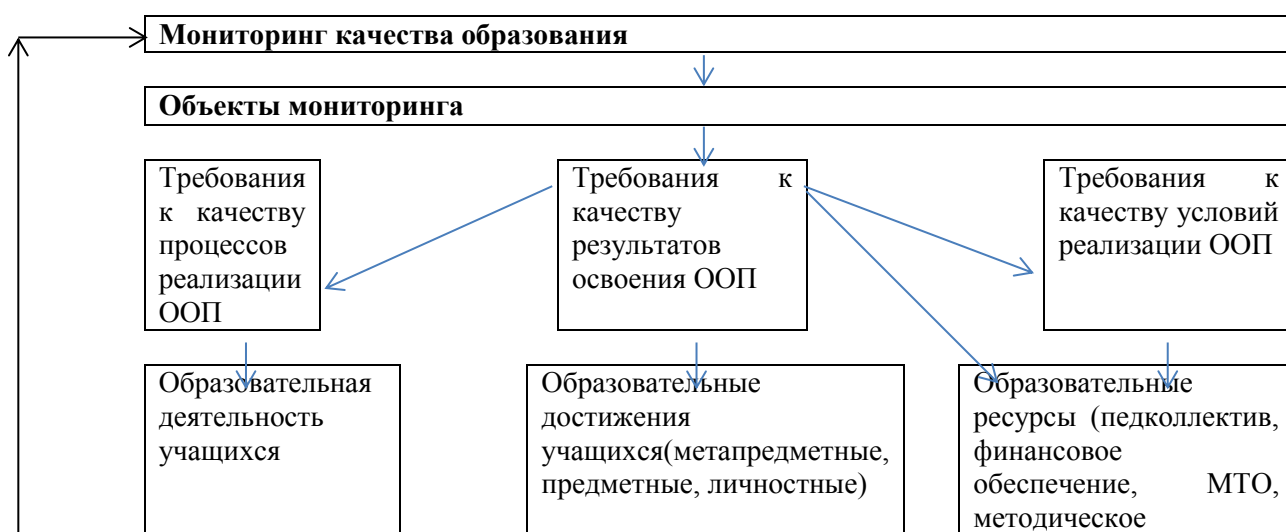 Мониторинг качества образования
Объекты мониторинга
Требования
к качеству
процессов
реализации
ООП
Требования к
качеству
результатов
освоения ООП
Требования к
качеству условий
реализации ООП
Образовательная
деятельность
учащихся
Образовательные
достижения
учащихся(метапредметные,
предметные, личностные)
Образовательные
ресурсы (педколлектив,
финансовое
обеспечение, МТО,
методическое